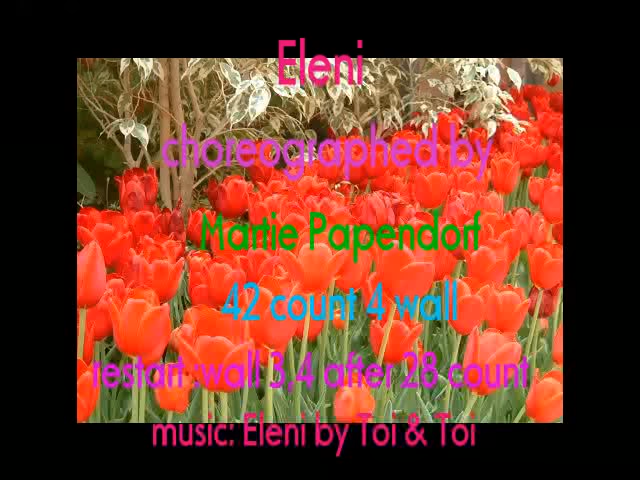 Eleni
choreographed by
Martie Papendorf
42 count 4 wall
restart :wall 3,4 after 28 count
music: Eleni by Toi & Toi